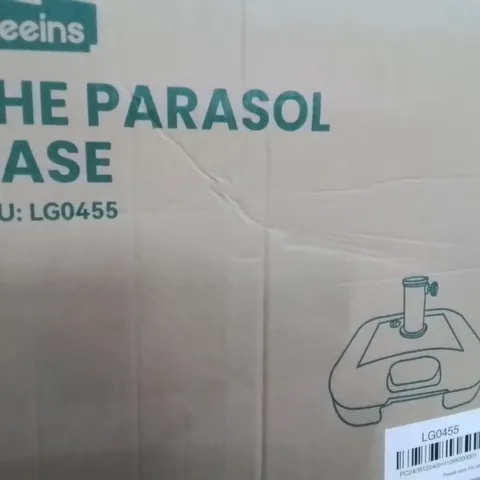 eeins
HE PARASOL
ASE
U: LG0455
LG0455